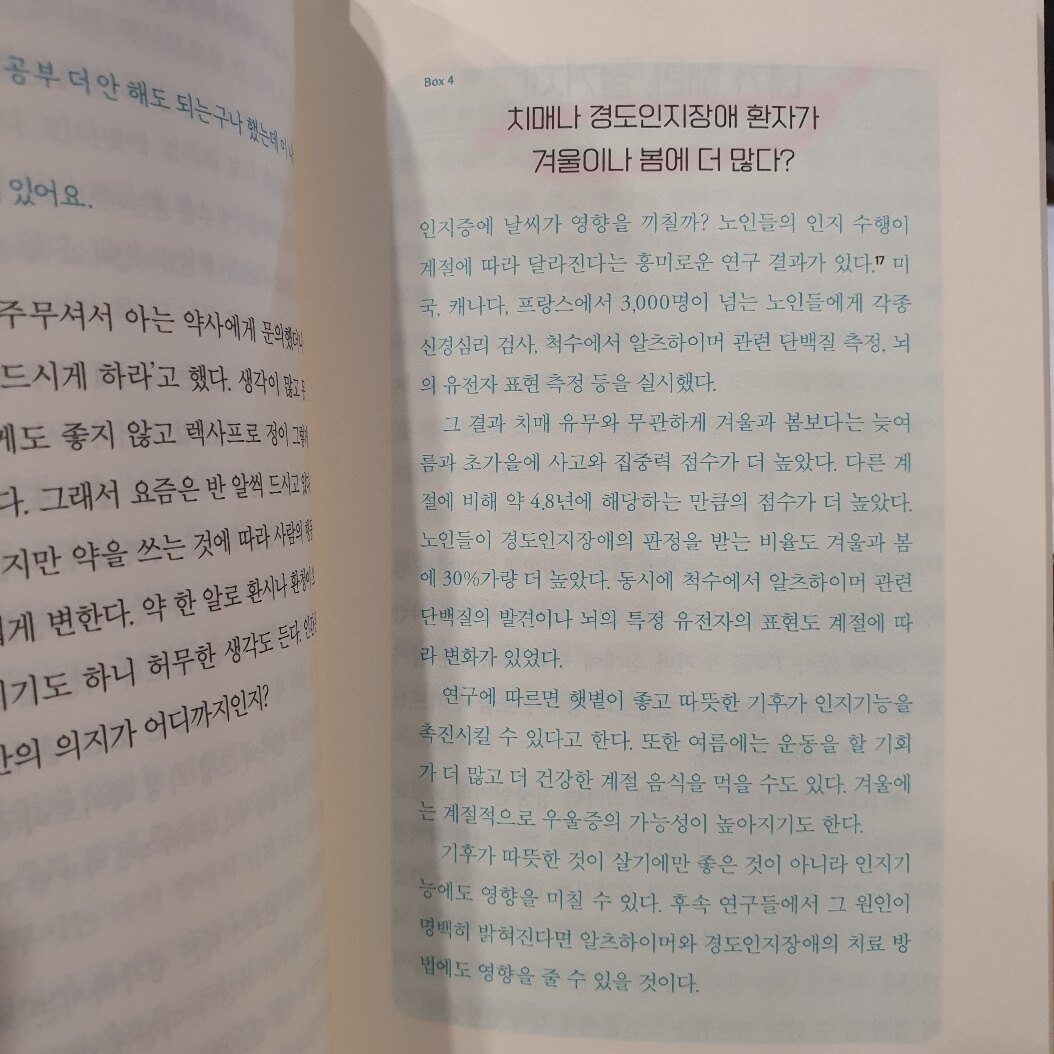 공부 더 안 해도 되는구나 했는데
있어요.
주무셔서 아는 약사에게 문의했더니
드시게 하라'고 했다. 생각이 많고
게도 좋지 않고 렉사프로 정이
다. 그래서 요즘은 반 알씩 드시고 있다
지만 약을 쓰는 것에 따라 사람의
게 변한다. 약 한 알로 환시나 환청이
기도 하니 허무한 생각도 든다.
의 의지가 어디까지인지?
Box 4
치매나 경도인지장애 환자가
겨울이나 봄에 더 많다?
인지증에 날씨가 영향을 끼칠까? 노인들의 인지 수행이
계절에 따라 달라진다는 흥미로운 연구 결과가 있다.17 미
국, 캐나다, 프랑스에서 3,000명이 넘는 노인들에게 각종
신경심리 검사, 척수에서 알츠하이머 관련 단백질 측정, 뇌
의 유전자 표현 측정 등을 실시했다.
그 결과 치매 유무와 무관하게 겨울과 봄보다는 늦여
름과 초가을에 사고와 집중력 점수가 더 높았다. 다른 계
절에 비해 약 4.8년에 해당하는 만큼의 점수가 더 높았다.
노인들이 경도인지장애의 판정을 받는 비율도 겨울과 봄
에 30%가량 더 높았다. 동시에 척수에서 알츠하이머 관련
단백질의 발견이나 뇌의 특정 유전자의 표현도 계절에 따
라 변화가 있었다.
연구에 따르면 햇볕이 좋고 따뜻한 기후가 인지기능을
촉진시킬 수 있다고 한다. 또한 여름에는 운동을 할 기회
가 더 많고 더 건강한 계절 음식을 먹을 수도 있다. 겨울에
는 계절적으로 우울증의 가능성이 높아지기도 한다.
기후가 따뜻한 것이 살기에만 좋은 것이 아니라 인지기
능에도 영향을 미칠 수 있다. 후속 연구들에서 그 원인이
명백히 밝혀진다면 알츠하이머와 경도인지장애의 치료 방
법에도 영향을 줄 수 있을 것이다.